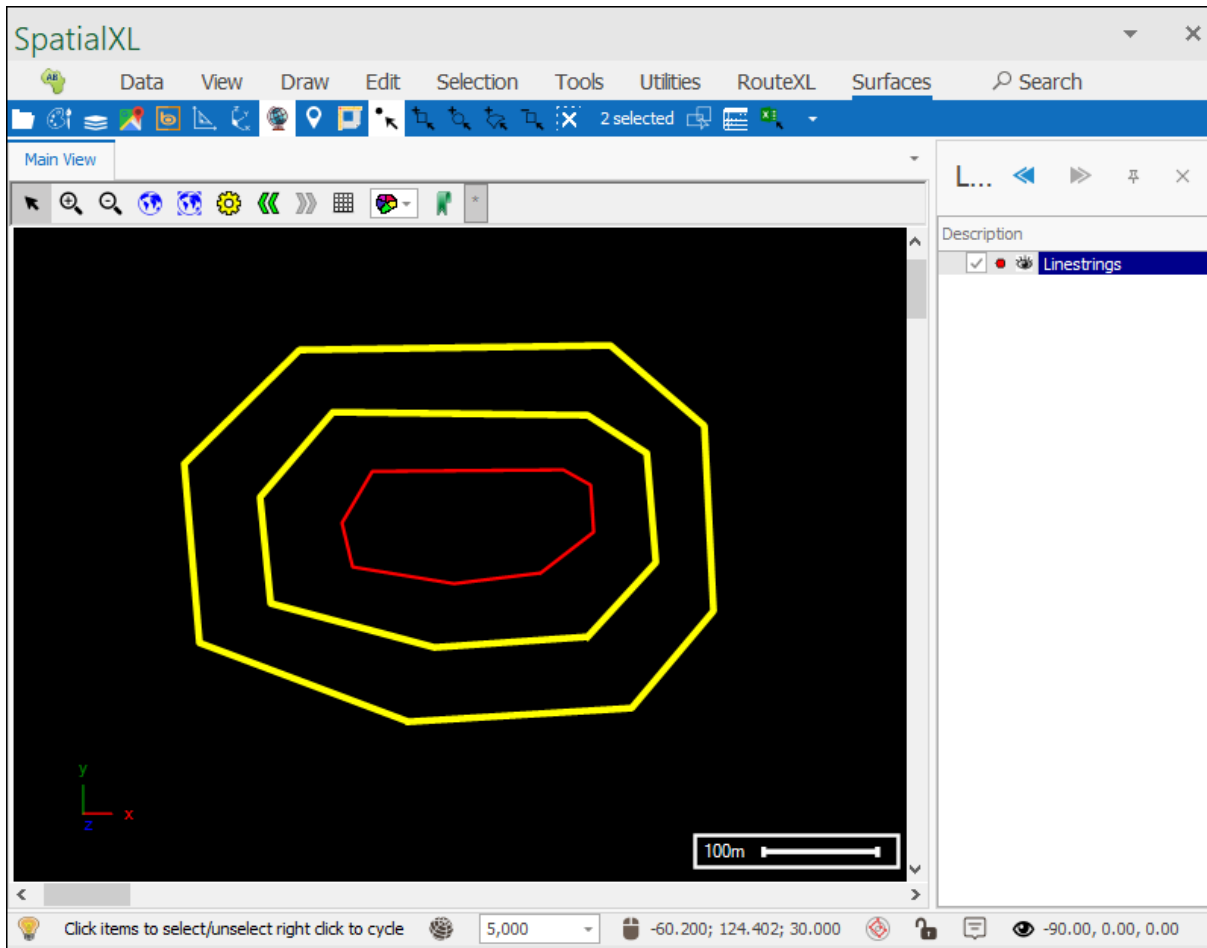 SpatialXL
AB Data View Draw Edit Selection Tools Utilities RouteXL Surfaces Search
2 selected
Main View
L...
*
Description
Linestrings
y
x
z
100m
Click items to select/unselect right click to cycle 5,000 -60.200; 124.402; 30.000 -90.00, 0.00, 0.00